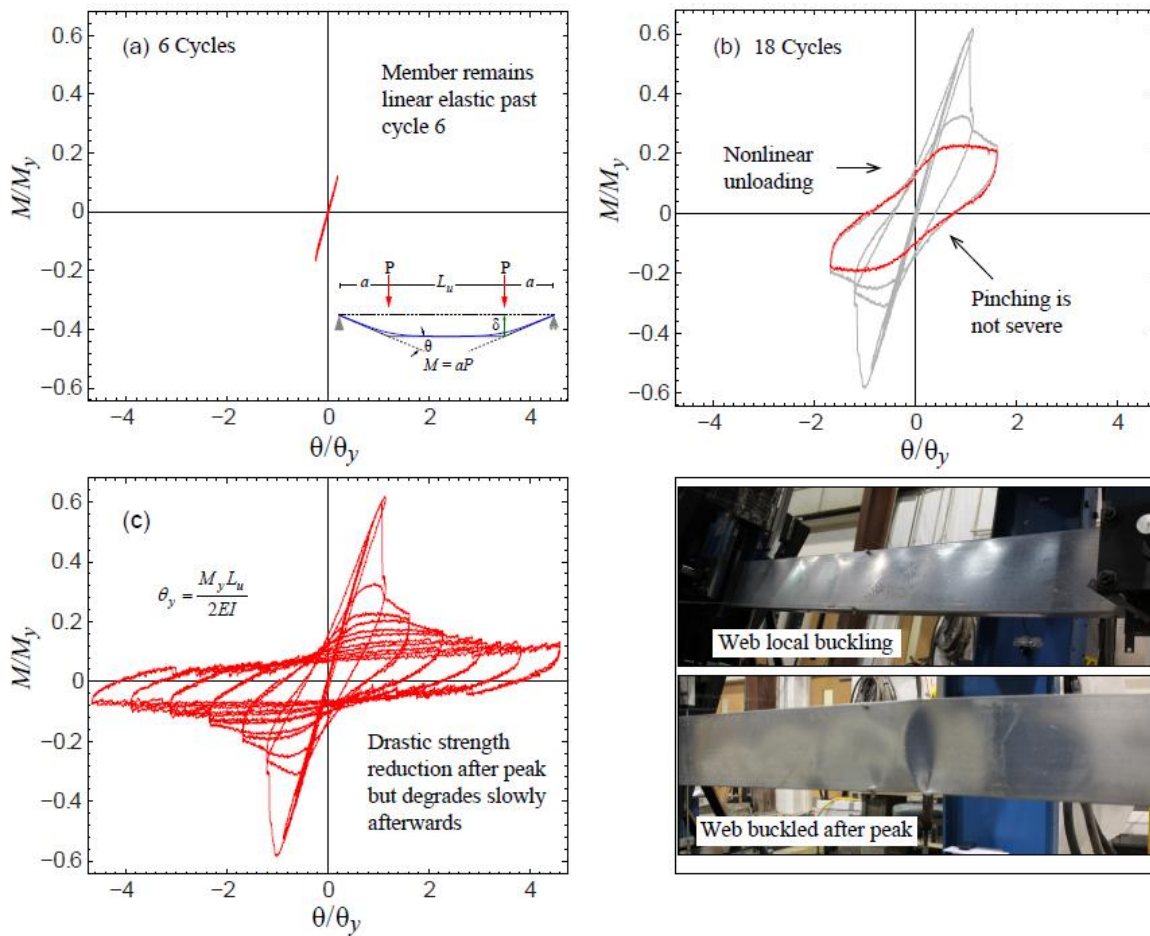 (a) 6 Cycles
Member remains
linear elastic past
cycle 6
M/My
0.6
0.4
0.2
0
−0.2
−0.4
−0.6
P P
a Lu a
δ
θ
M = aP
−4 −2 0 2 4
θ/θy
(b) 18 Cycles
Nonlinear
unloading
Pinching is
not severe
M/My
0.6
0.4
0.2
0
−0.2
−0.4
−0.6
−4 −2 0 2 4
θ/θy
(c)
θy = MyLu / 2EI
Drastic strength
reduction after peak
but degrades slowly
afterwards
M/My
0.6
0.4
0.2
0
−0.2
−0.4
−0.6
−4 −2 0 2 4
θ/θy
Web local buckling
Web buckled after peak